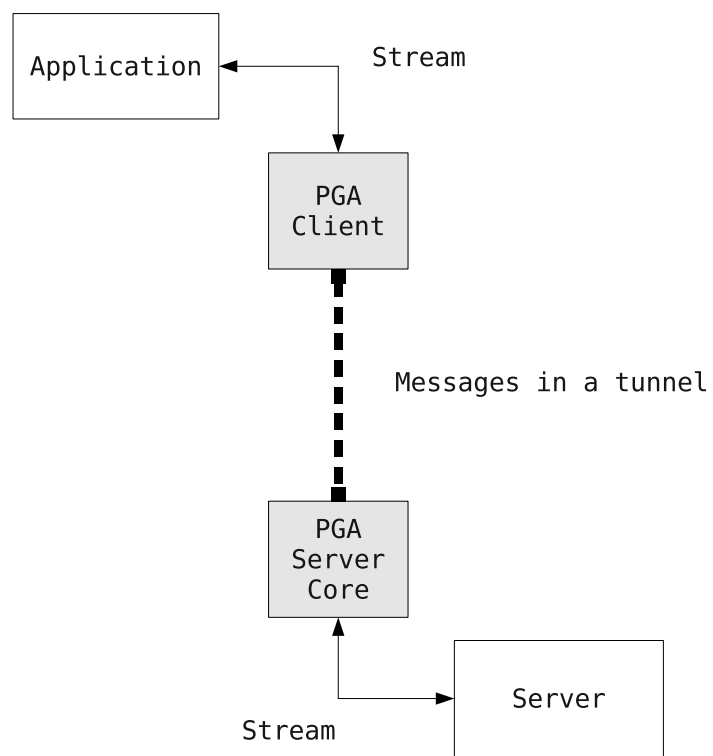 Application
Stream
PGA
Client
Messages in a tunnel
PGA
Server
Core
Server
Stream